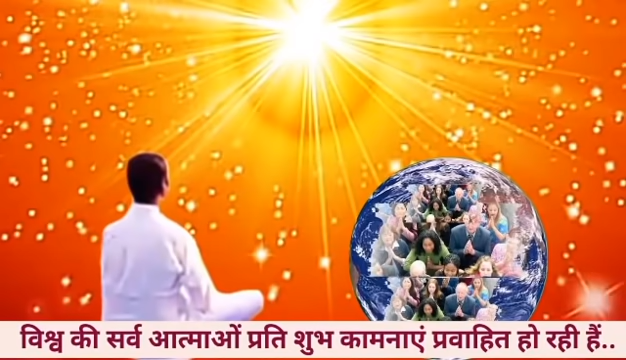 विश्व की सर्व आत्माओं प्रति शुभ कामनाएं प्रवाहित हो रही हैं..